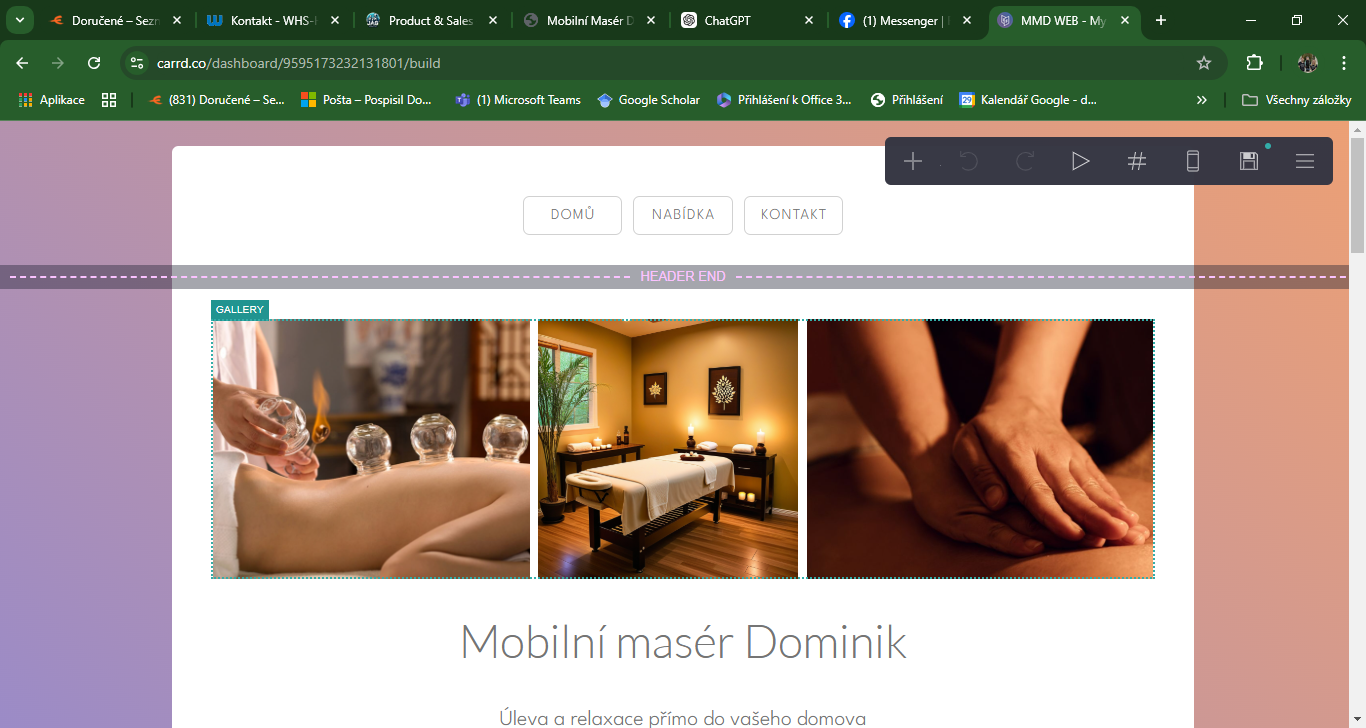 Doručené – Sezn
Kontakt - WHS-
Product & Sales
Mobilní Masér D
ChatGPT
(1) Messenger |
MMD WEB - My
carrd.co/dashboard/9595173232131801/build
Aplikace
(831) Doručené – Se...
Pošta – Pospisil Do...
(1) Microsoft Teams
Google Scholar
Přihlášení k Office 3...
Přihlášení
Kalendář Google - d...
Všechny záložky
DOMŮ
NABÍDKA
KONTAKT
HEADER END
GALLERY
Mobilní masér Dominik
Úleva a relaxace přímo do vašeho domova